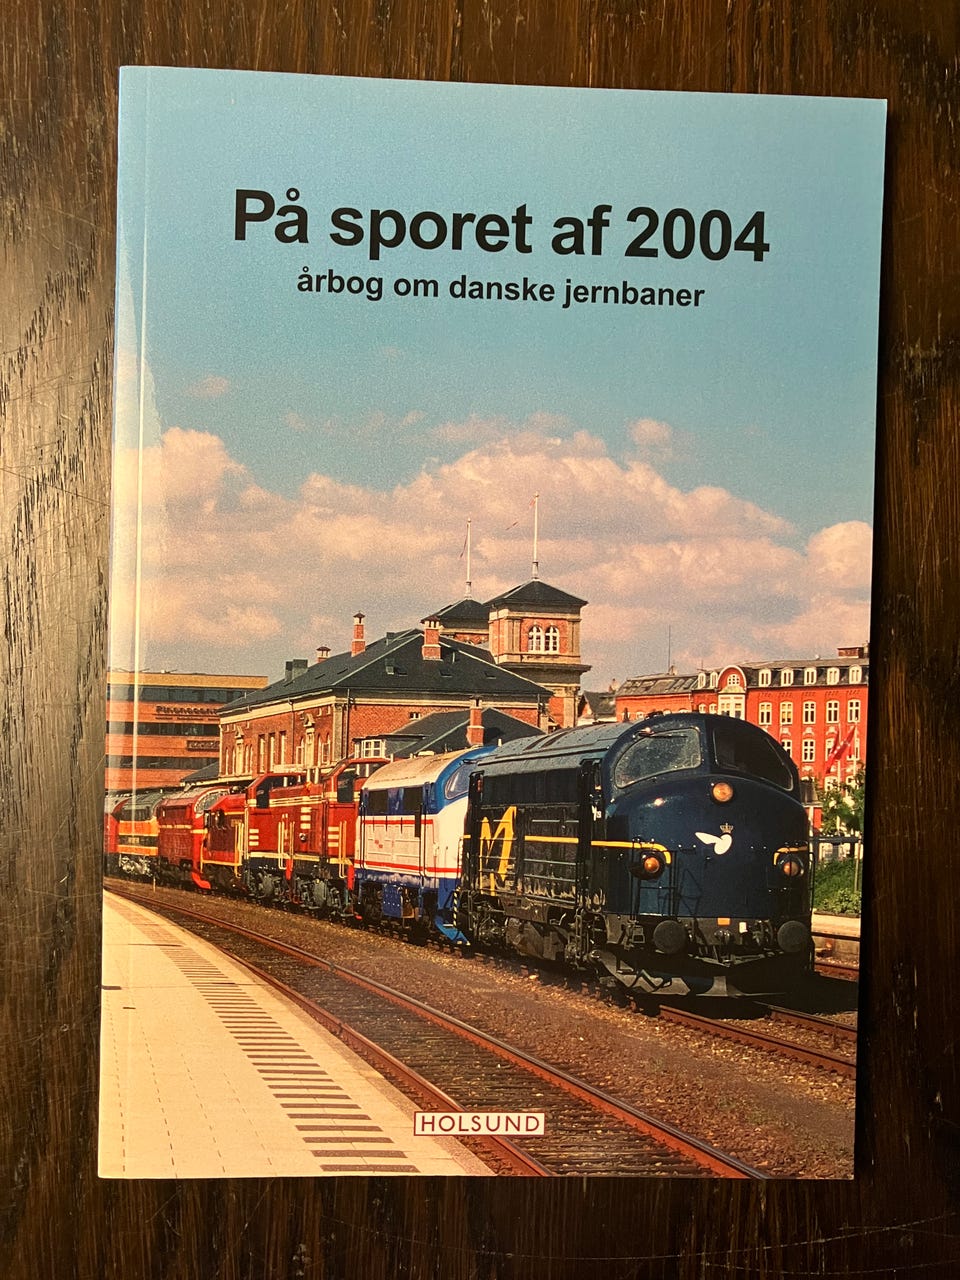 På sporet af 2004
årbog om danske jernbaner
M
HOLSUND